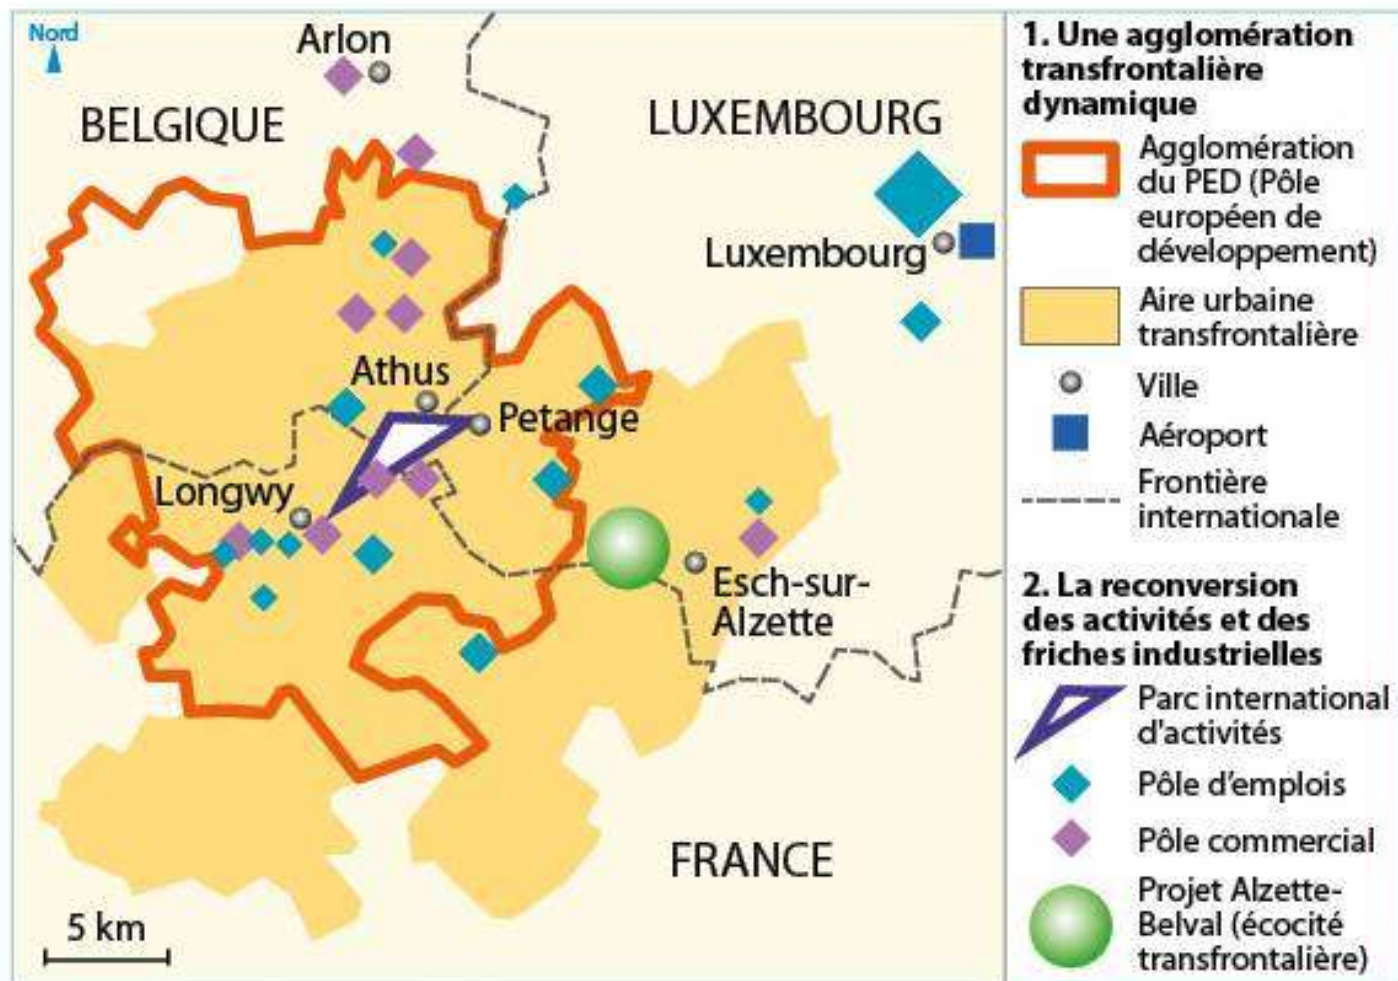 Nord
Arlon
BELGIQUE
LUXEMBOURG
Luxembourg
Athus
Petange
Longwy
Esch-sur-
Alzette
FRANCE
5 km
1. Une agglomération
transfrontalière
dynamique
Agglomération
du PED (Pôle
européen de
développement)
Aire urbaine
transfrontalière
Ville
Aéroport
Frontière
internationale
2. La reconversion
des activités et des
friches industrielles
Parc international
d'activités
Pôle d'emplois
Pôle commercial
Projet Alzette-
Belval (écocité
transfrontalière)